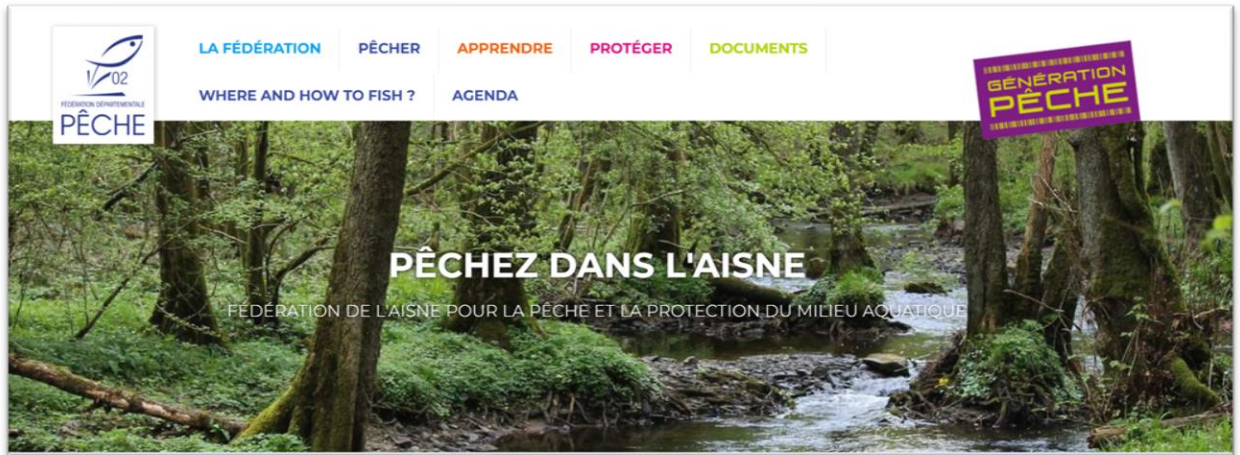 02
FÉDÉRATION DÉPARTEMENTALE
PÊCHE
LA FÉDÉRATION PÊCHER APPRENDRE PROTÉGER DOCUMENTS
WHERE AND HOW TO FISH ? AGENDA
GÉNÉRATION
PÊCHE
PÊCHEZ DANS L'AISNE
FÉDÉRATION DE L'AISNE POUR LA PÊCHE ET LA PROTECTION DU MILIEU AQUATIQUE